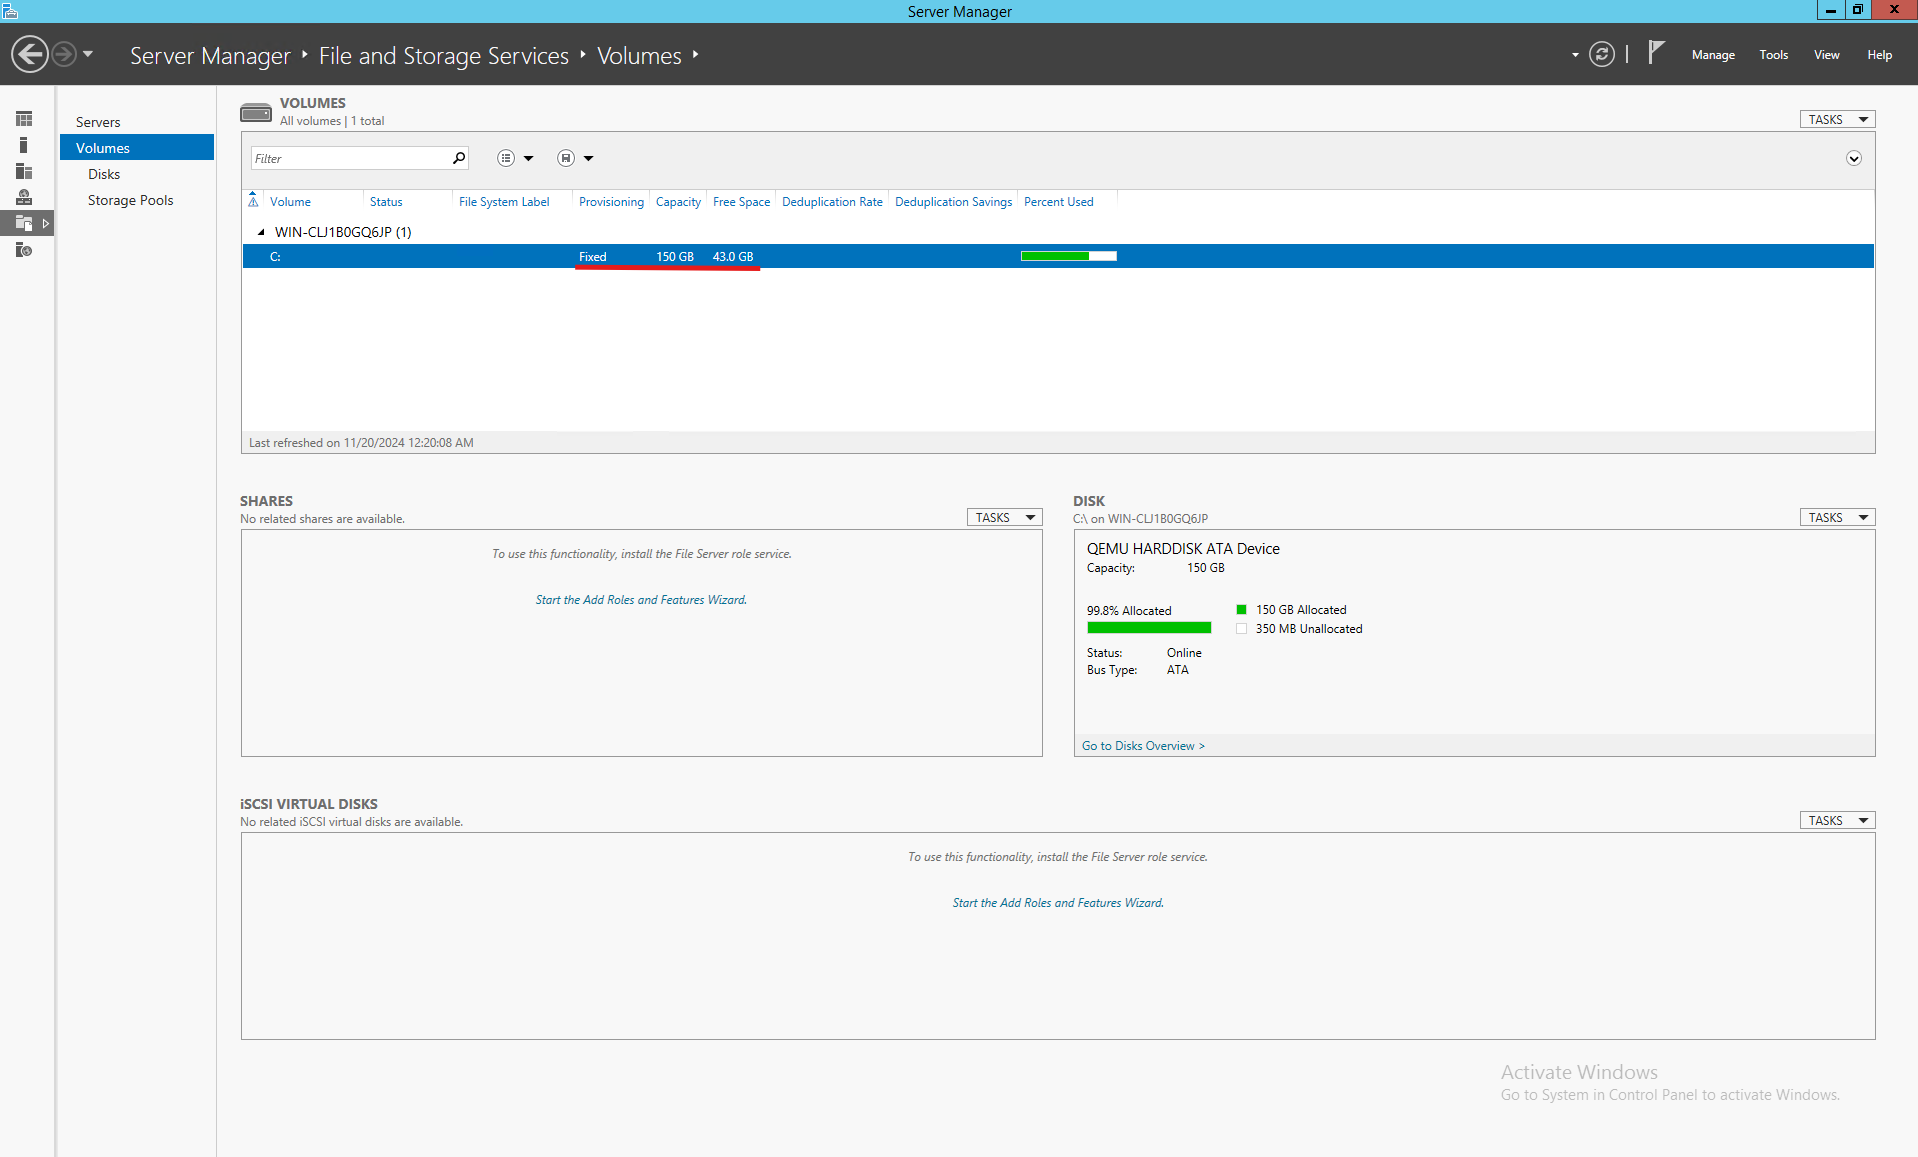 Server Manager
Server Manager ‣ File and Storage Services ‣ Volumes ‣
Manage Tools View Help
Servers
Volumes
Disks
Storage Pools
VOLUMES
All volumes | 1 total
TASKS
Filter
Volume Status File System Label Provisioning Capacity Free Space Deduplication Rate Deduplication Savings Percent Used
WIN-CLJ1B0GQ6JP (1)
C: Fixed 150 GB 43.0 GB
Last refreshed on 11/20/2024 12:20:08 AM
SHARES
No related shares are available.
TASKS
To use this functionality, install the File Server role service.
Start the Add Roles and Features Wizard.
DISK
C:\ on WIN-CLJ1B0GQ6JP
TASKS
QEMU HARDDISK ATA Device
Capacity: 150 GB
99.8% Allocated
150 GB Allocated
350 MB Unallocated
Status: Online
Bus Type: ATA
Go to Disks Overview >
iSCSI VIRTUAL DISKS
No related iSCSI virtual disks are available.
TASKS
To use this functionality, install the File Server role service.
Start the Add Roles and Features Wizard.
Activate Windows
Go to System in Control Panel to activate Windows.